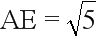 AE = √5